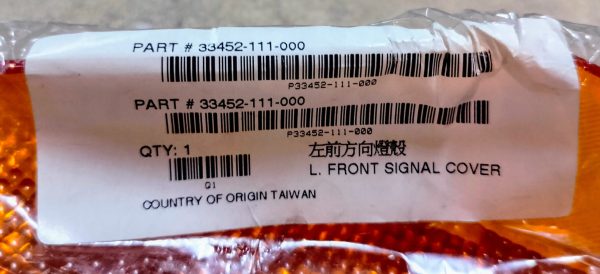 PART # 33452-111-000
P33452-111-000
PART # 33452-111-000
P33452-111-000
QTY: 1
左前方向燈殼
Q1
L. FRONT SIGNAL COVER
COUNTRY OF ORIGIN TAIWAN